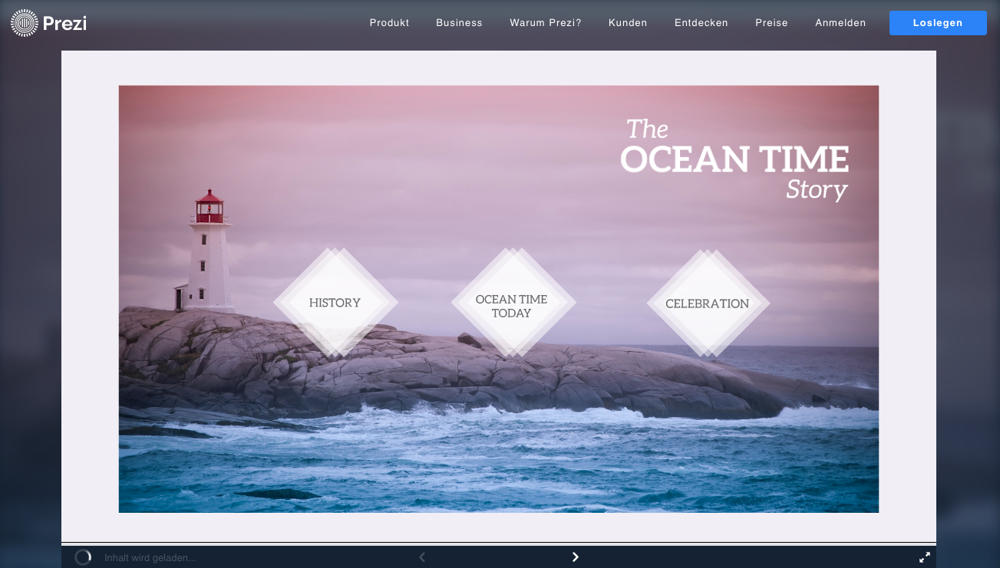 Prezi
Produkt Business Warum Prezi? Kunden Entdecken Preise Anmelden Loslegen
The
OCEAN TIME
Story
HISTORY
OCEAN TIME
TODAY
CELEBRATION
Inhalt wird geladen...